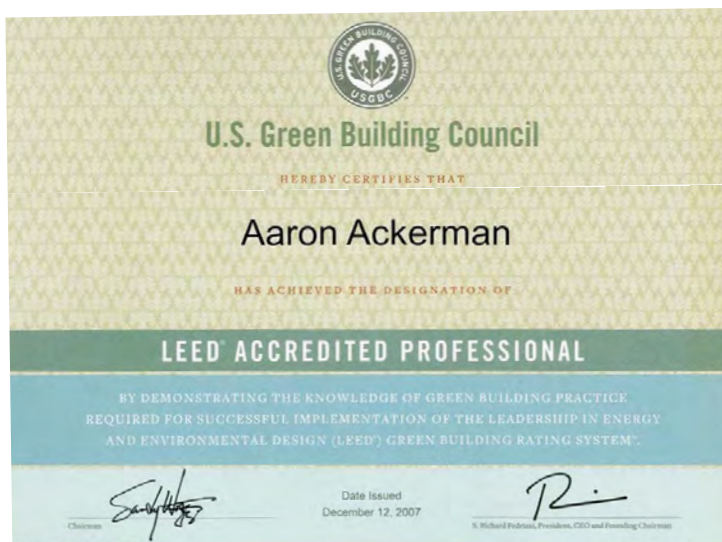 U.S. GREEN BUILDING COUNCIL
USGBC
U.S. Green Building Council
HEREBY CERTIFIES THAT
Aaron Ackerman
HAS ACHIEVED THE DESIGNATION OF
LEED® ACCREDITED PROFESSIONAL
BY DEMONSTRATING THE KNOWLEDGE OF GREEN BUILDING PRACTICE
REQUIRED FOR SUCCESSFUL IMPLEMENTATION OF THE LEADERSHIP IN ENERGY
AND ENVIRONMENTAL DESIGN (LEED®) GREEN BUILDING RATING SYSTEM™.
Date Issued
December 12, 2007
Chairman
S. Richard Fedrizzi, President, CEO and Founding Chairman